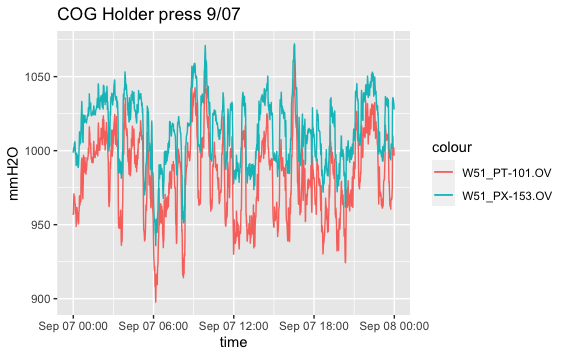 COG Holder press 9/07
1050
1000
950
900
mmH2O
Sep 07 00:00 Sep 07 06:00 Sep 07 12:00 Sep 07 18:00 Sep 08 00:00
time
colour
W51_PT-101.OV
W51_PX-153.OV